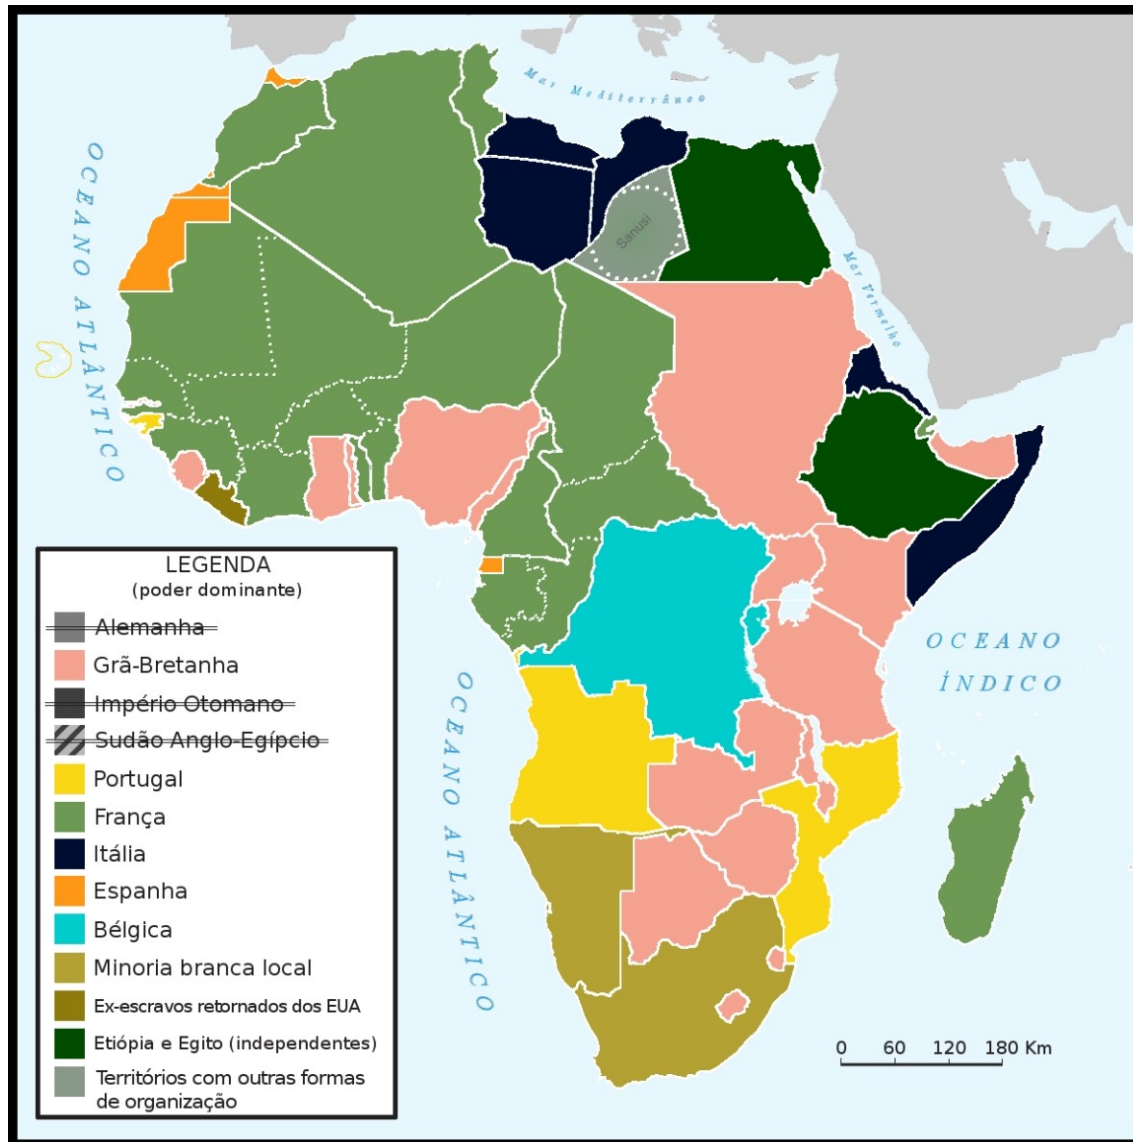 Mar Mediterrâneo
OCEANO ATLÂNTICO
Sanusi
Mar Vermelho
LEGENDA
(poder dominante)
Alemanha
Grã-Bretanha
Império Otomano
Sudão Anglo-Egípcio
Portugal
França
Itália
Espanha
Bélgica
Minoria branca local
Ex-escravos retornados dos EUA
Etiópia e Egito (independentes)
Territórios com outras formas
de organização
OCEANO ATLÂNTICO
OCEANO
ÍNDICO
0 60 120 180 Km